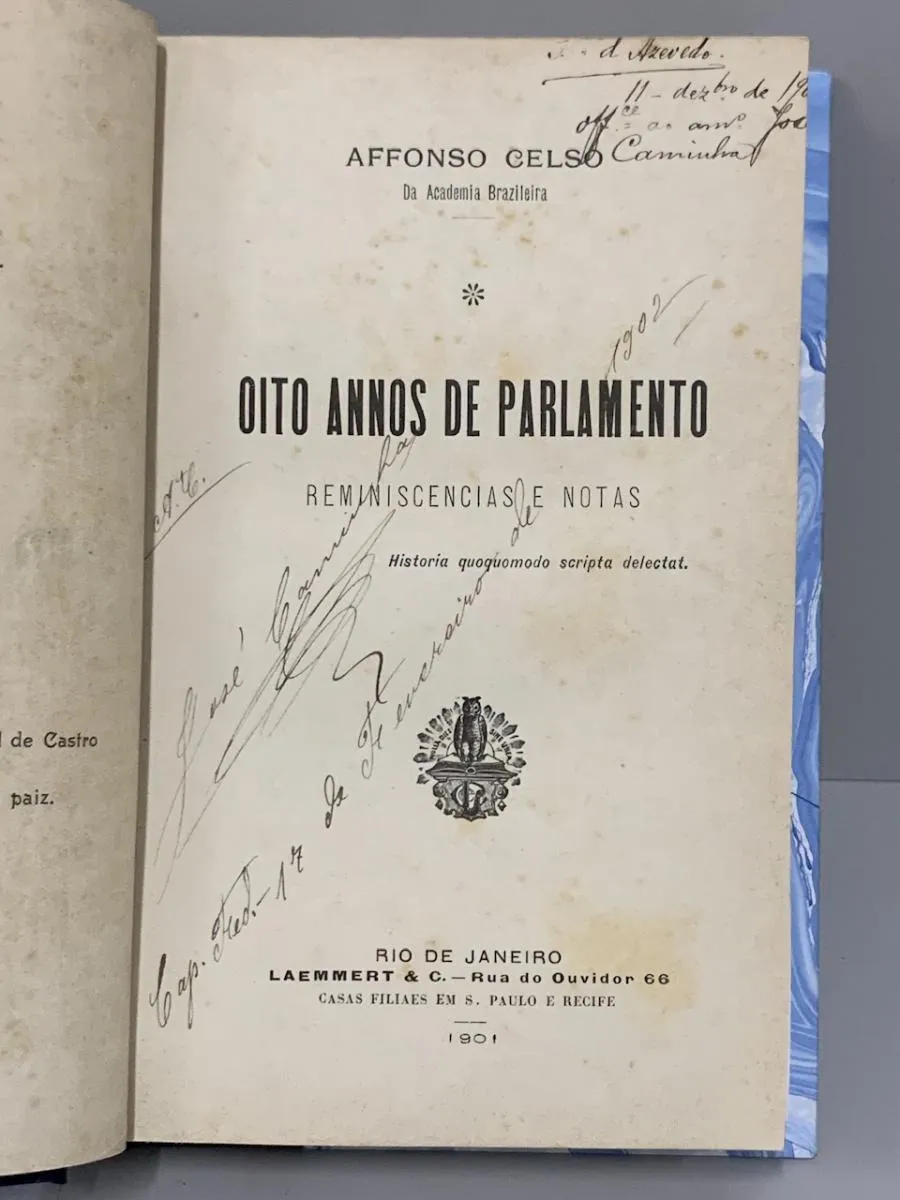 d'Azevedo.
11 - dezbro de 190
offce = ao amo José
Caminha
AFFONSO CELSO
Da Academia Brazileira
OITO ANNOS DE PARLAMENTO
REMINISCENCIAS E NOTAS
Historia quoquomodo scripta delectat.
A. C.
José Caminha
Cap. Fed. - 17 de Fevereiro de 1902
RIO DE JANEIRO
LAEMMERT & C. — Rua do Ouvidor 66
CASAS FILIAES EM S. PAULO E RECIFE
1901
l de Castro
paiz.